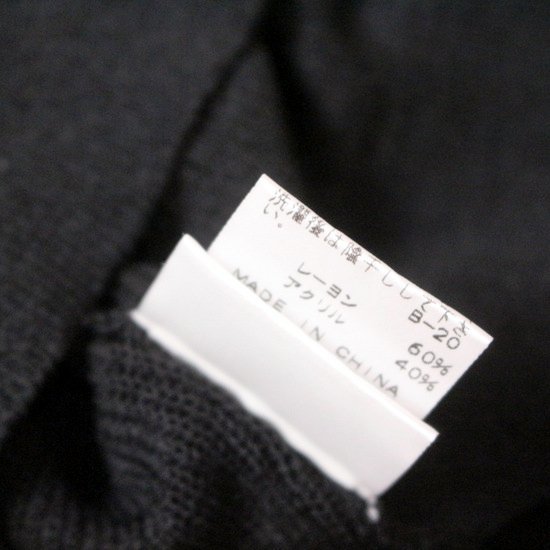 洗濯後は陰干しして下さ
い。
B-20
レーヨン 60%
アクリル 40%
MADE IN CHINA